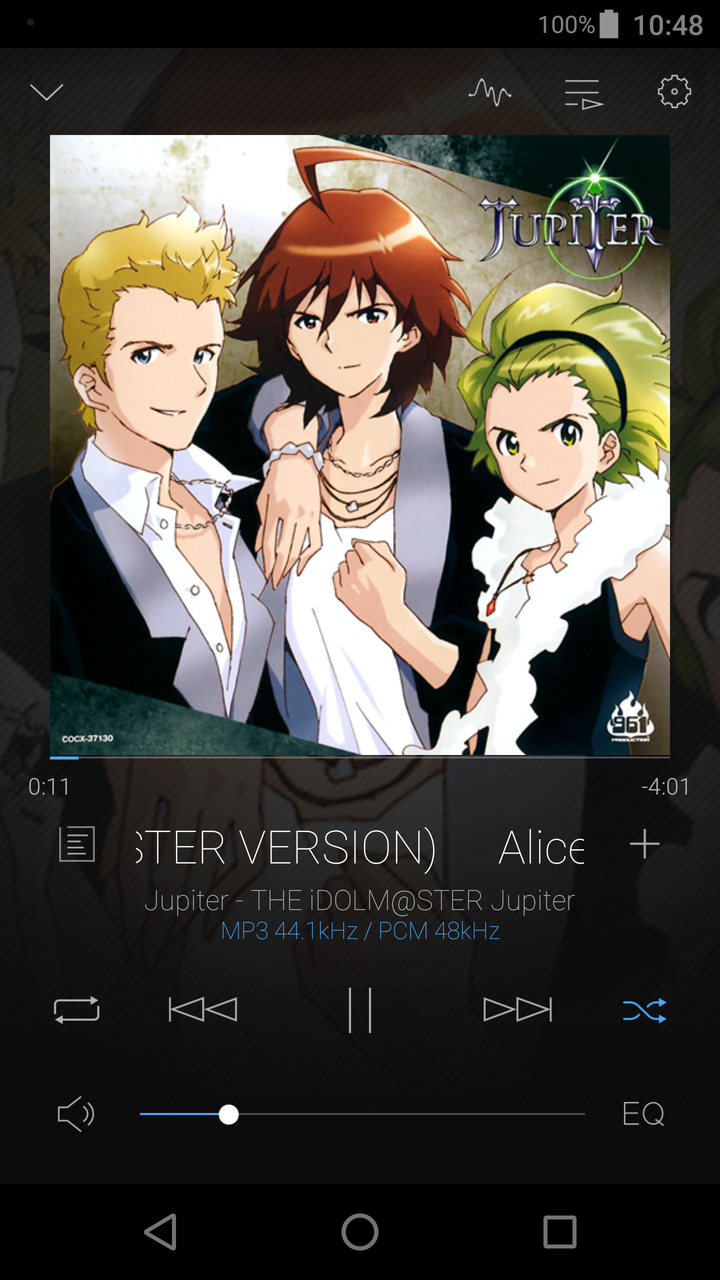 100% 10:48
JUPITER
961
PRODUCTION
COCX-37130
0:11 -4:01
STER VERSION) Alice
Jupiter - THE iDOLM@STER Jupiter
MP3 44.1kHz / PCM 48kHz
EQ